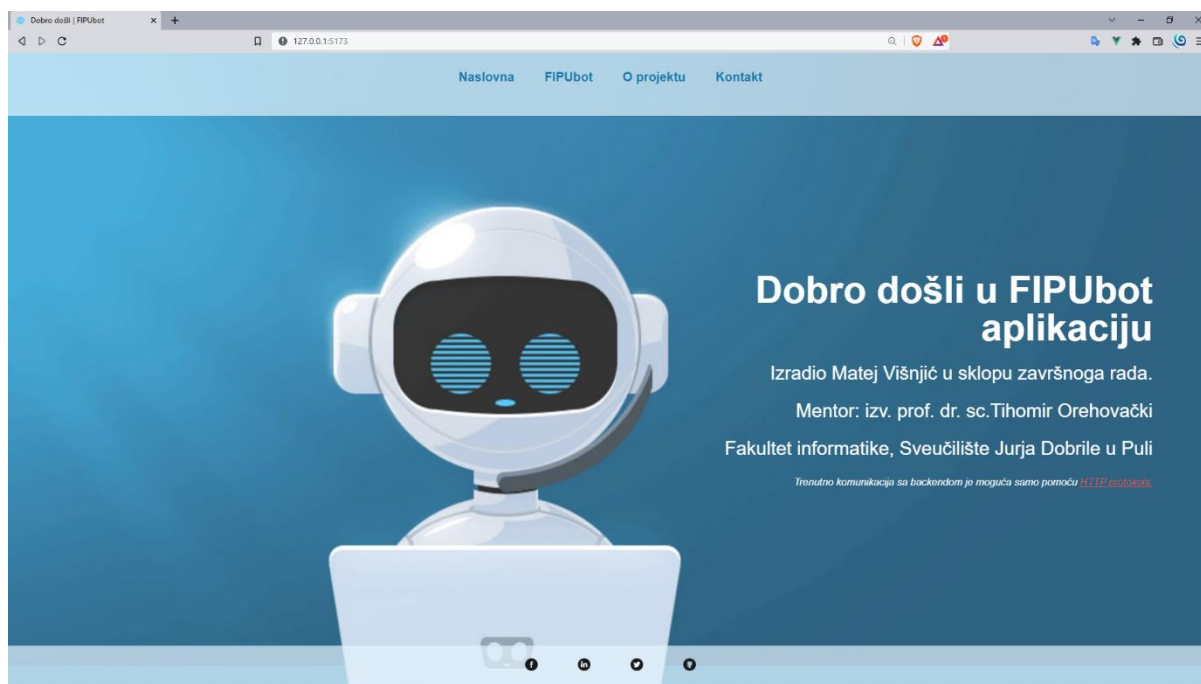 Dobro došli | FIPUbot
127.0.0.1:5173
Naslovna FIPUbot O projektu Kontakt
Dobro došli u FIPUbot
aplikaciju
Izradio Matej Višnjić u sklopu završnoga rada.
Mentor: izv. prof. dr. sc.Tihomir Orehovački
Fakultet informatike, Sveučilište Jurja Dobrile u Puli
Trenutno komunikacija sa backendom je moguća samo pomoću HTTP protokola.